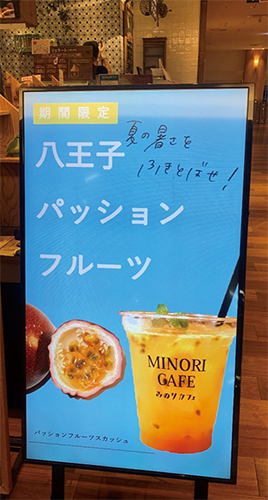 期間限定
夏の暑さを
ふきとばせ!
八王子
パッション
フルーツ
MINORI
CAFE
みのりカフェ
パッションフルーツスカッシュ